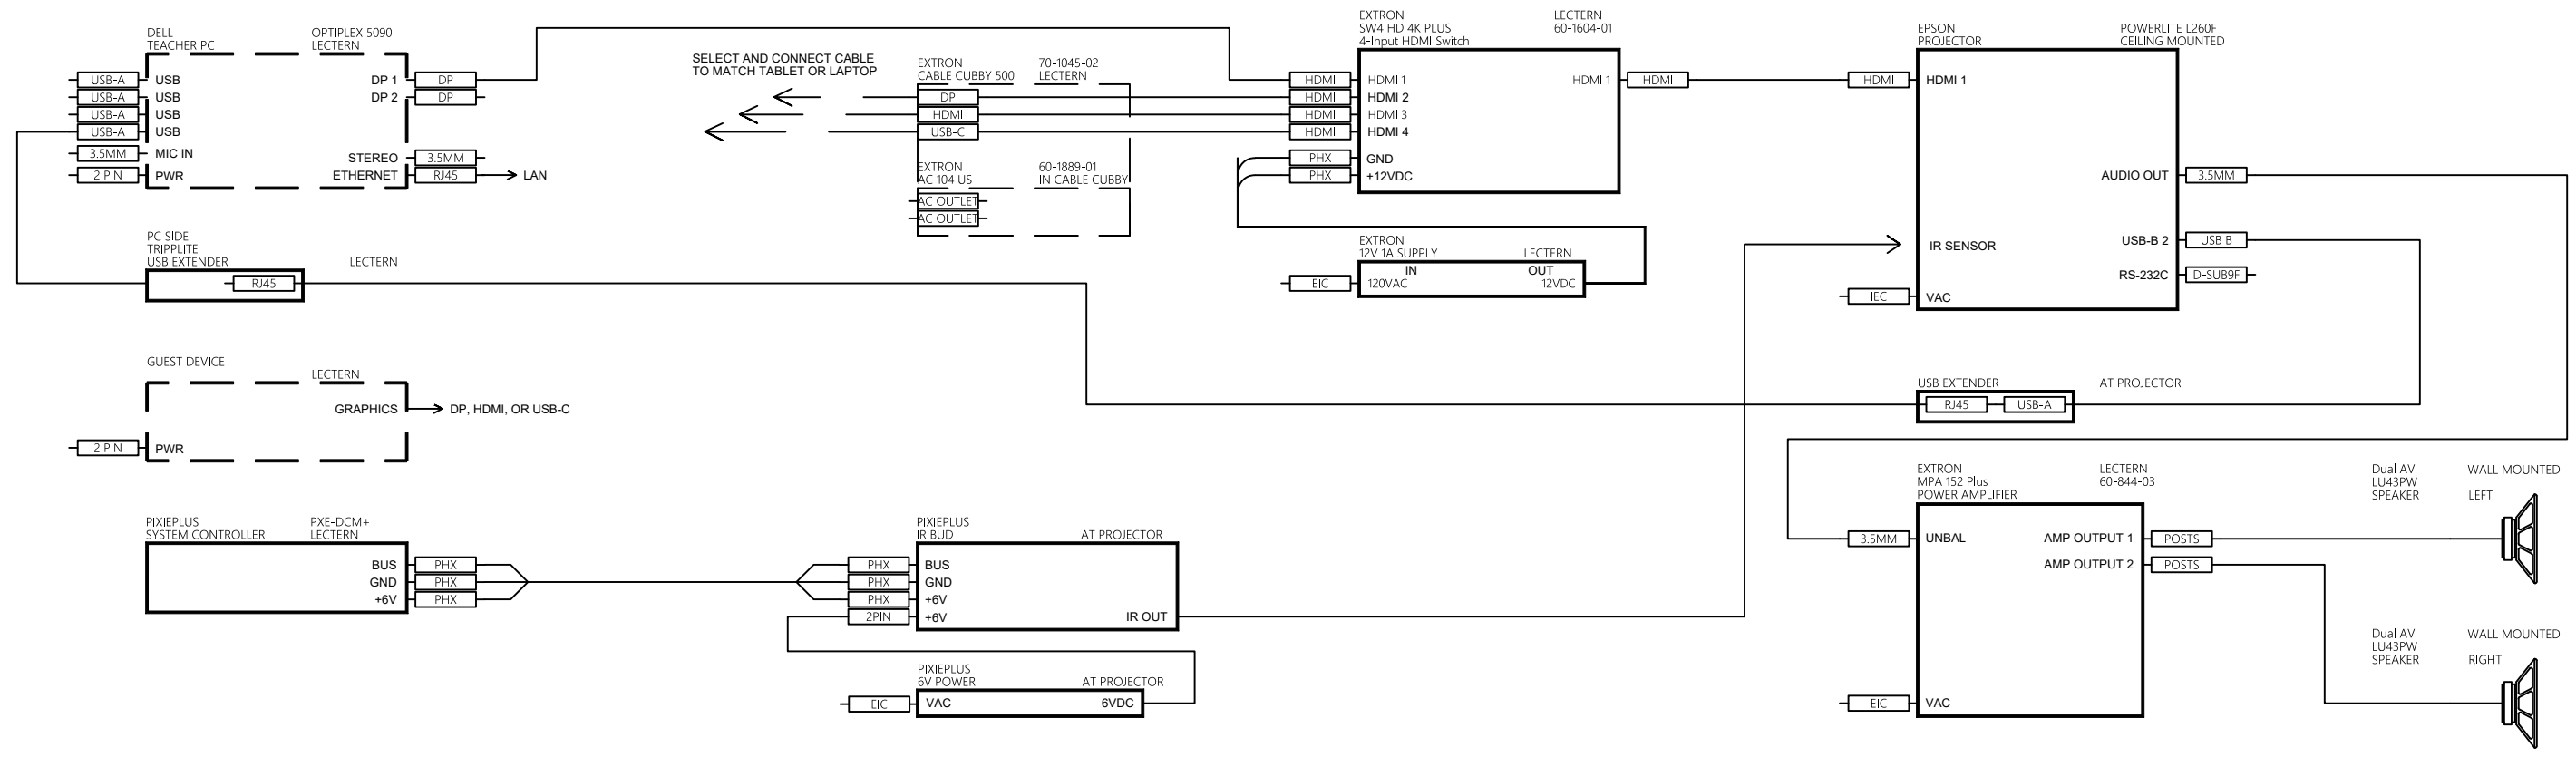 DELL
TEACHER PC
OPTIPLEX 5090
LECTERN
USB-A USB
USB-A USB
USB-A USB
USB-A USB
3.5MM MIC IN
2 PIN PWR
DP 1 DP
DP 2 DP
STEREO 3.5MM
ETHERNET RJ45 LAN
PC SIDE
TRIPPLITE
USB EXTENDER
LECTERN
RJ45
GUEST DEVICE
LECTERN
GRAPHICS DP, HDMI, OR USB-C
2 PIN PWR
PIXIEPLUS
SYSTEM CONTROLLER
PXE-DCM+
LECTERN
BUS PHX
GND PHX
+6V PHX
SELECT AND CONNECT CABLE
TO MATCH TABLET OR LAPTOP
EXTRON
CABLE CUBBY 500
70-1045-02
LECTERN
DP
HDMI
USB-C
EXTRON
AC 104 US
60-1889-01
IN CABLE CUBBY
AC OUTLET
AC OUTLET
PIXIEPLUS
IR BUD
AT PROJECTOR
PHX BUS
PHX GND
PHX +6V
2PIN +6V
IR OUT
PIXIEPLUS
6V POWER
AT PROJECTOR
EIC VAC
6VDC
EXTRON
SW4 HD 4K PLUS
4-Input HDMI Switch
LECTERN
60-1604-01
HDMI HDMI 1
HDMI HDMI 2
HDMI HDMI 3
HDMI HDMI 4
PHX GND
PHX +12VDC
HDMI 1 HDMI
EXTRON
12V 1A SUPPLY
LECTERN
IN OUT
EIC 120VAC 12VDC
EPSON
PROJECTOR
POWERLITE L260F
CEILING MOUNTED
HDMI HDMI 1
AUDIO OUT 3.5MM
IR SENSOR
USB-B 2 USB B
RS-232C D-SUB9F
IEC VAC
USB EXTENDER
AT PROJECTOR
RJ45 USB-A
EXTRON
MPA 152 Plus
POWER AMPLIFIER
LECTERN
60-844-03
3.5MM UNBAL
AMP OUTPUT 1 POSTS
AMP OUTPUT 2 POSTS
EIC VAC
Dual AV
LU43PW
SPEAKER
WALL MOUNTED
LEFT
Dual AV
LU43PW
SPEAKER
WALL MOUNTED
RIGHT